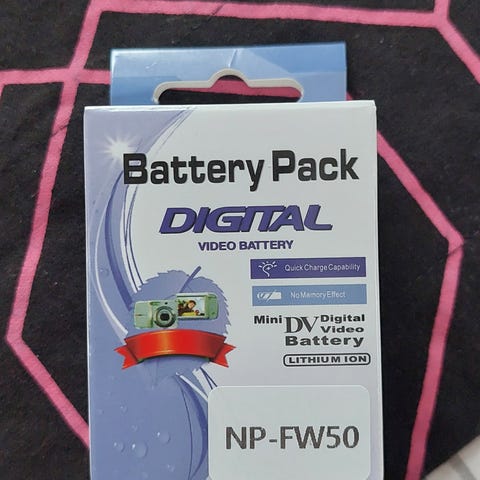 Battery Pack
DIGITAL
VIDEO BATTERY
Quick Charge Capability
No Memory Effect
Mini DV Digital
Video
Battery
LITHIUM ION
NP-FW50